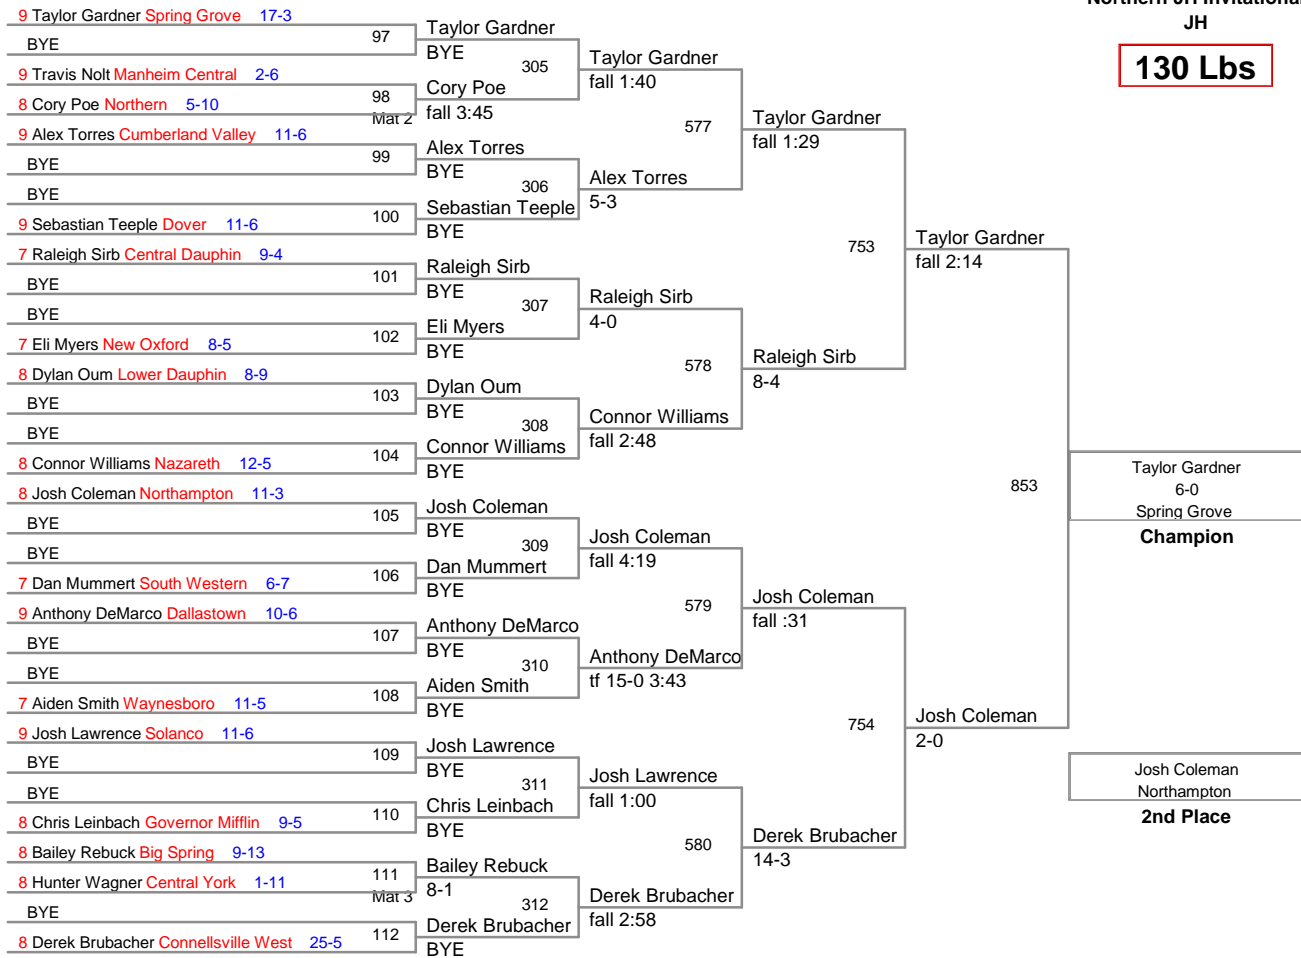 Northern JH Invitational
JH
130 Lbs
9 Taylor Gardner Spring Grove 17-3
BYE
9 Travis Nolt Manheim Central 2-6
8 Cory Poe Northern 5-10
9 Alex Torres Cumberland Valley 11-6
BYE
BYE
9 Sebastian Teeple Dover 11-6
7 Raleigh Sirb Central Dauphin 9-4
BYE
BYE
7 Eli Myers New Oxford 8-5
8 Dylan Oum Lower Dauphin 8-9
BYE
BYE
8 Connor Williams Nazareth 12-5
8 Josh Coleman Northampton 11-3
BYE
BYE
7 Dan Mummert South Western 6-7
9 Anthony DeMarco Dallastown 10-6
BYE
BYE
7 Aiden Smith Waynesboro 11-5
9 Josh Lawrence Solanco 11-6
BYE
BYE
8 Chris Leinbach Governor Mifflin 9-5
8 Bailey Rebuck Big Spring 9-13
8 Hunter Wagner Central York 1-11
BYE
8 Derek Brubacher Connellsville West 25-5
97
98
Mat 2
99
100
101
102
103
104
105
106
107
108
109
110
111
Mat 3
112
Taylor Gardner
BYE
Cory Poe
fall 3:45
Alex Torres
BYE
Sebastian Teeple
BYE
Raleigh Sirb
BYE
Eli Myers
BYE
Dylan Oum
BYE
Connor Williams
BYE
Josh Coleman
BYE
Dan Mummert
BYE
Anthony DeMarco
BYE
Aiden Smith
BYE
Josh Lawrence
BYE
Chris Leinbach
BYE
Bailey Rebuck
8-1
Derek Brubacher
BYE
305
306
307
308
309
310
311
312
Taylor Gardner
fall 1:40
Alex Torres
5-3
Raleigh Sirb
4-0
Connor Williams
fall 2:48
Josh Coleman
fall 4:19
Anthony DeMarco
tf 15-0 3:43
Josh Lawrence
fall 1:00
Derek Brubacher
fall 2:58
577
578
579
580
Taylor Gardner
fall 1:29
Raleigh Sirb
8-4
Josh Coleman
fall :31
Derek Brubacher
14-3
753
754
Taylor Gardner
fall 2:14
Josh Coleman
2-0
853
Taylor Gardner
6-0
Spring Grove
Champion
Josh Coleman
Northampton
2nd Place